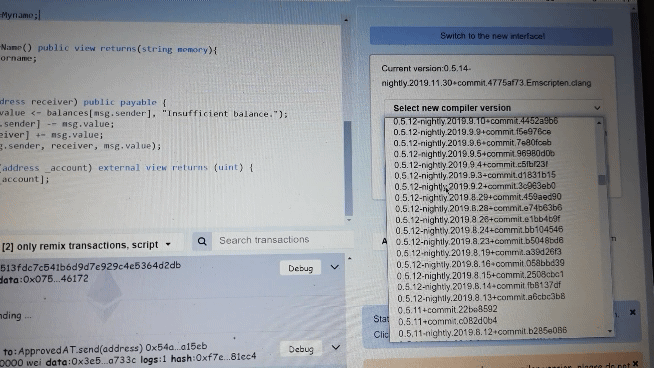 Myname;
Switch to the new interface!
Name() public view returns(string memory){
orname;
Current version:0.5.14-
nightly.2019.11.30+commit.4775af73.Emscripten.clang
Select new compiler version
dress receiver) public payable {
value <- balances[msg.sender], "Insufficient balance.");
.sender] -= msg.value;
eiver] += msg.value;
sender, receiver, msg.value);
(address _account) external view returns (uint) {
account];
0.5.12-nightly.2019.9.10+commit.4452a9b6
0.5.12-nightly.2019.9.9+commit.f5e976ce
0.5.12-nightly.2019.9.6+commit.7e80fceb
0.5.12-nightly.2019.9.5+commit.96980d0b
0.5.12-nightly.2019.9.4+commit.c5fbf23f
0.5.12-nightly.2019.9.3+commit.d1831b15
0.5.12-nightly.2019.9.2+commit.3c963eb0
0.5.12-nightly.2019.8.29+commit.459aed90
0.5.12-nightly.2019.8.28+commit.e74b63b6
0.5.12-nightly.2019.8.26+commit.e1bb4b9f
0.5.12-nightly.2019.8.24+commit.bb104546
0.5.12-nightly.2019.8.23+commit.b5048bd6
0.5.12-nightly.2019.8.19+commit.a39d26f3
0.5.12-nightly.2019.8.16+commit.058bbd39
0.5.12-nightly.2019.8.15+commit.2508cbc1
0.5.12-nightly.2019.8.14+commit.fb8137df
0.5.12-nightly.2019.8.13+commit.a6cbc3b8
0.5.11+commit.22be8592
0.5.11+commit.c082d0b4
0.5.11-nightly.2019.8.12+commit.b285e086
[2] only remix transactions, script
Search transactions
A
n
513fdc7c541b6d9d7e929c4e5364d2db
data:0x075...46172
Debug
nding ...
Stat
Clic
to:ApprovedAT.send(address) 0x54a...a15eb
0000 wei data:0x3e5...a733c logs:1 hash:0xf7e...81ec4
Debug